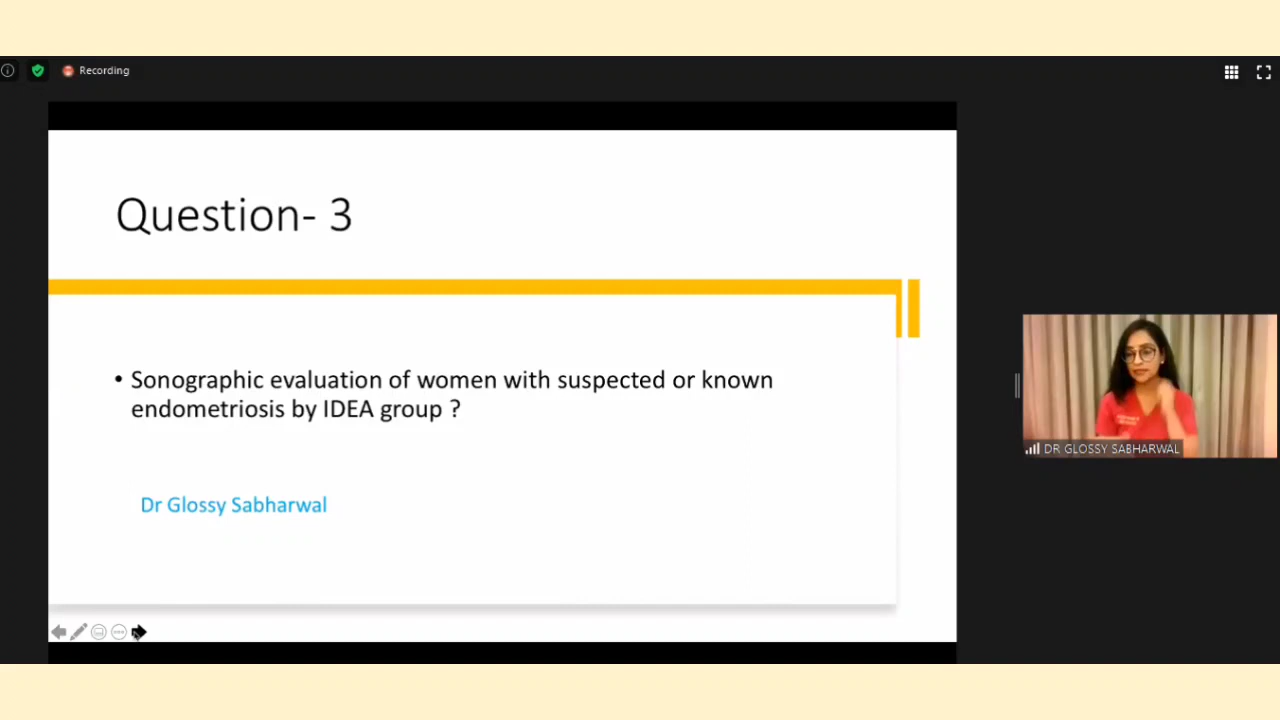 Recording
Question- 3
• Sonographic evaluation of women with suspected or known
endometriosis by IDEA group ?
Dr Glossy Sabharwal
DR GLOSSY SABHARWAL